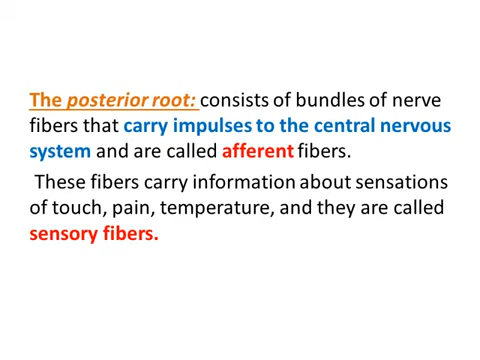 The posterior root: consists of bundles of nerve
fibers that carry impulses to the central nervous
system and are called afferent fibers.
These fibers carry information about sensations
of touch, pain, temperature, and they are called
sensory fibers.